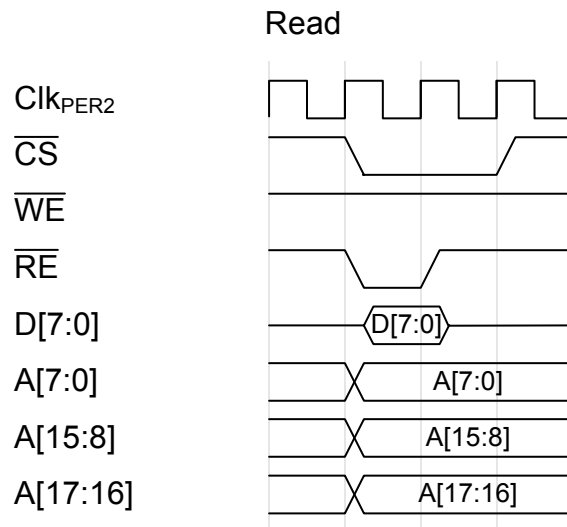 Read
ClkPER2
CS
WE
RE
D[7:0] D[7:0]
A[7:0] A[7:0]
A[15:8] A[15:8]
A[17:16] A[17:16]